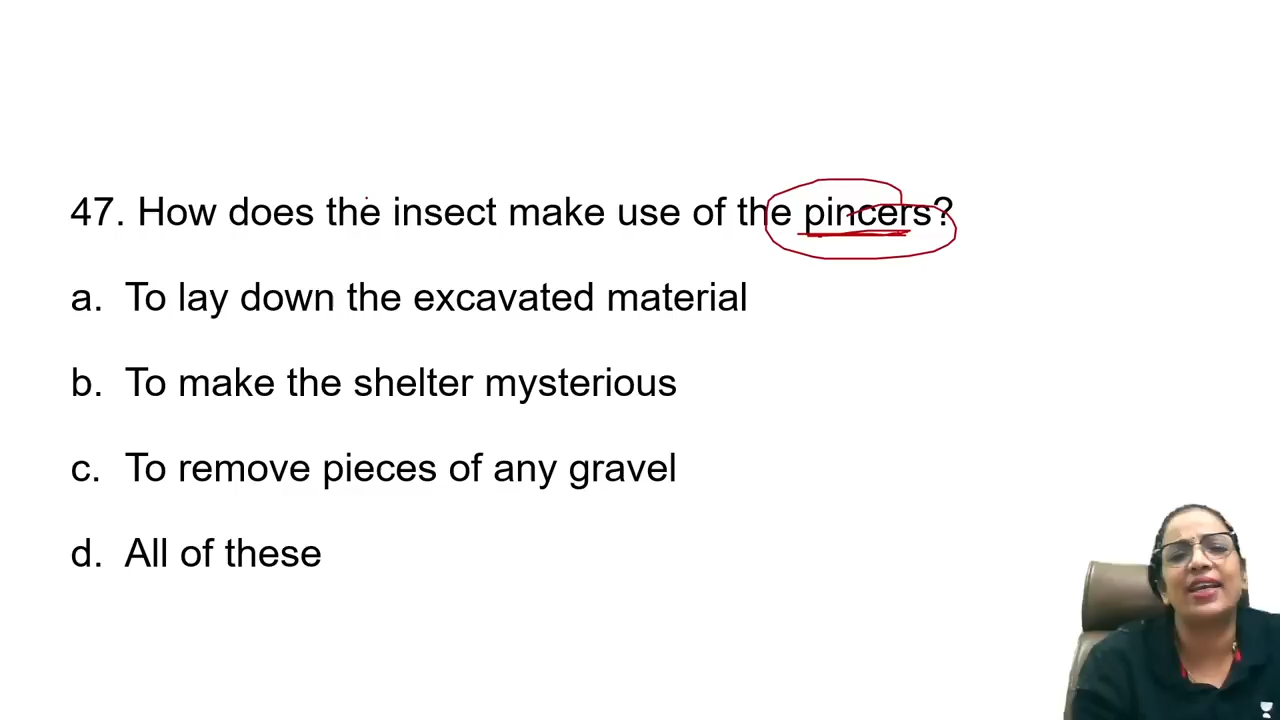 47. How does the insect make use of the pincers?
a. To lay down the excavated material
b. To make the shelter mysterious
c. To remove pieces of any gravel
d. All of these